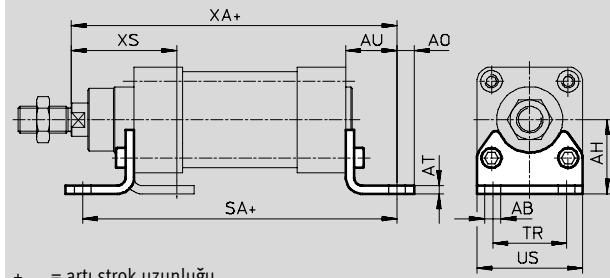 XA+
XS
AU
AO
AH
AT
SA+
AB
TR
US
+ = artı strok uzunluğu